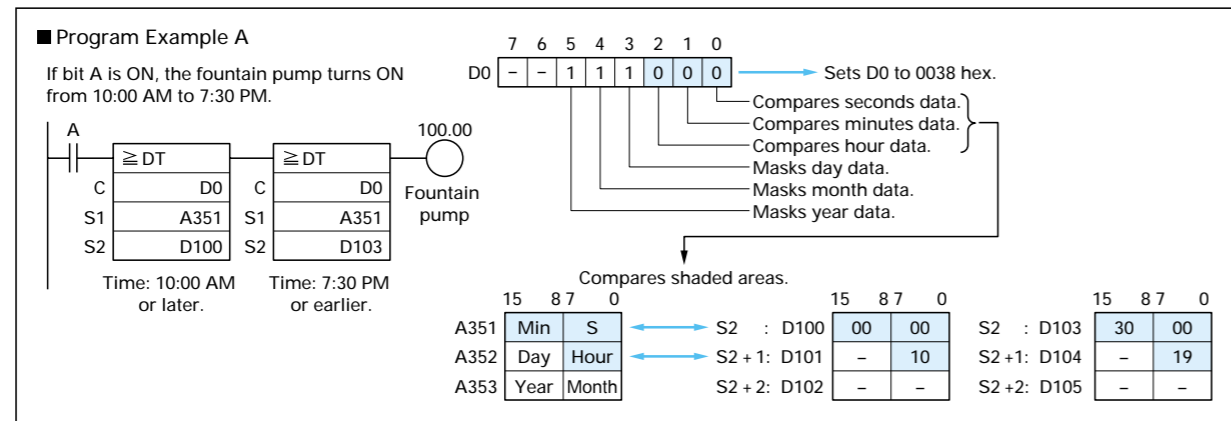 ■ Program Example A
If bit A is ON, the fountain pump turns ON
from 10:00 AM to 7:30 PM.
A
100.00
≧ DT
≧ DT
C D0 C D0
Fountain
S1 A351 S1 A351
pump
S2 D100 S2 D103
Time: 10:00 AM
or later.
Time: 7:30 PM
or earlier.
7 6 5 4 3 2 1 0
D0 – – 1 1 1 0 0 0 Sets D0 to 0038 hex.
Compares seconds data.
Compares minutes data.
Compares hour data.
Masks day data.
Masks month data.
Masks year data.
Compares shaded areas.
15 8 7 0 15 8 7 0 15 8 7 0
A351 Min S S2 : D100 00 00 S2 : D103 30 00
A352 Day Hour S2 + 1: D101 – 10 S2 +1: D104 – 19
A353 Year Month S2 + 2: D102 – – S2 +2: D105 – –